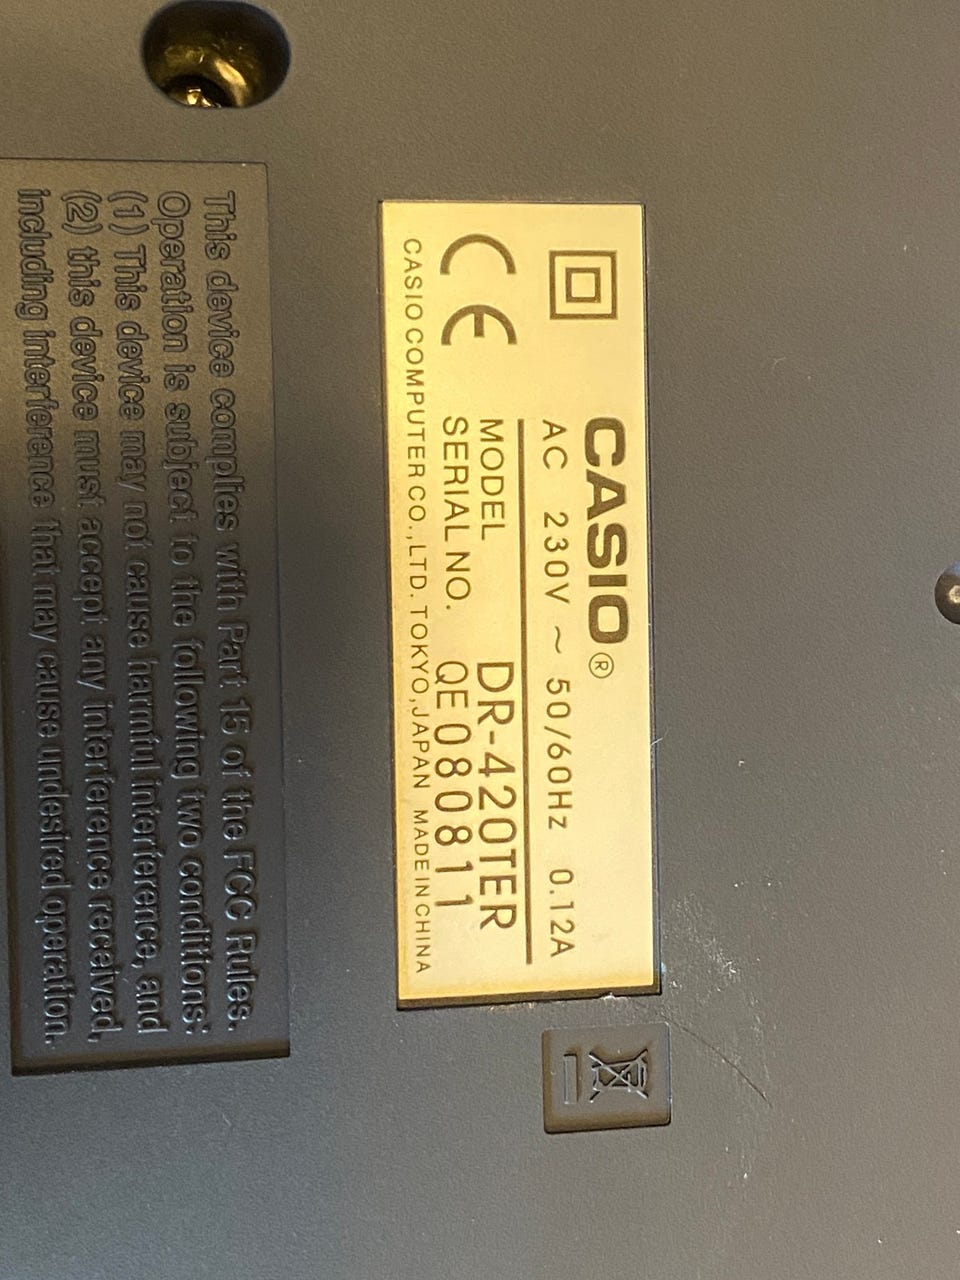 CASIO®
AC 230V ~ 50/60Hz 0.12A
MODEL DR-420TER
SERIAL NO. QE080811
CE
CASIO COMPUTER CO.,LTD. TOKYO,JAPAN MADE IN CHINA
This device complies with Part 15 of the FCC Rules.
Operation is subject to the following two conditions:
(1) This device may not cause harmful interference, and
(2) this device must accept any interference received,
including interference that may cause undesired operation.